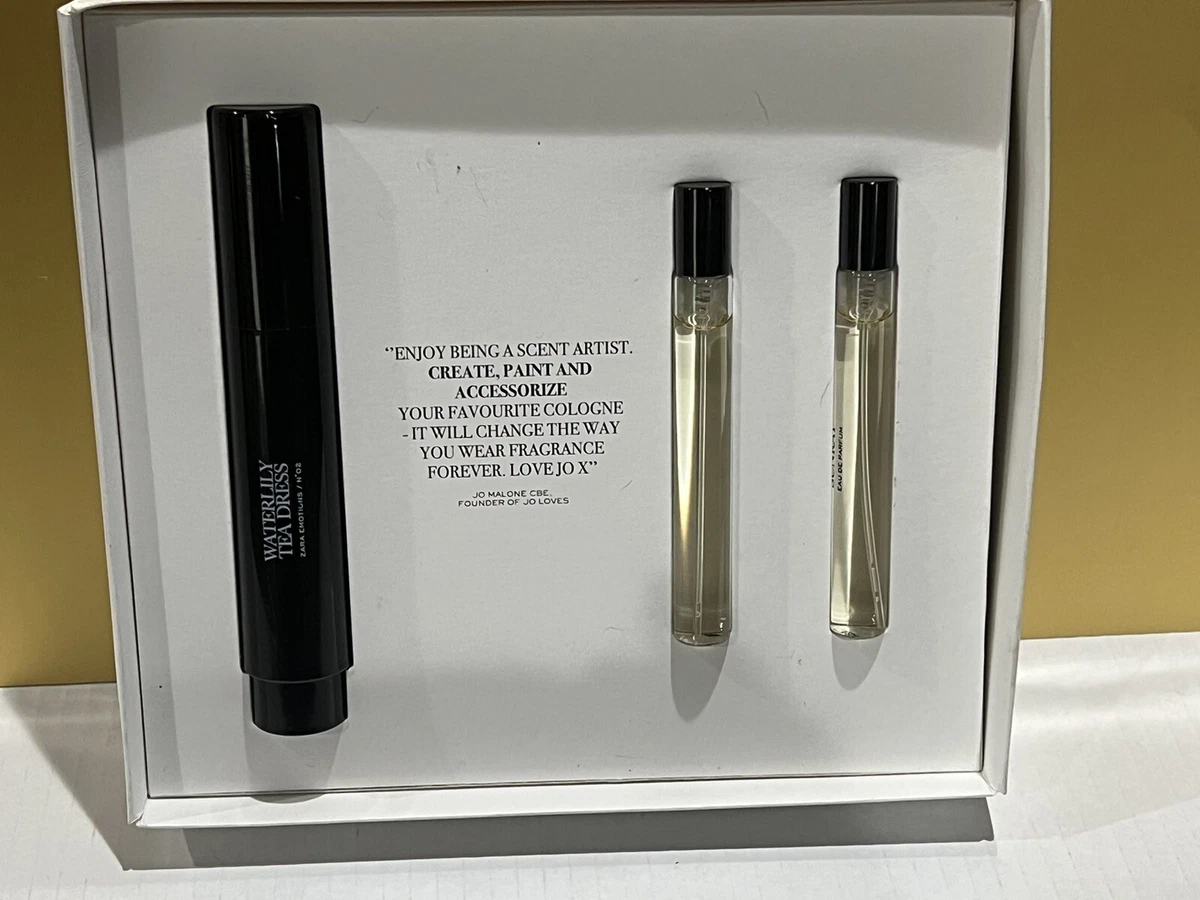 WATERLILY
TEA DRESS
ZARA EMOTIONS / Nº02
“ENJOY BEING A SCENT ARTIST.
CREATE, PAINT AND
ACCESSORIZE
YOUR FAVOURITE COLOGNE
- IT WILL CHANGE THE WAY
YOU WEAR FRAGRANCE
FOREVER. LOVE JO X”
JO MALONE CBE,
FOUNDER OF JO LOVES
EAU DE PARFUM